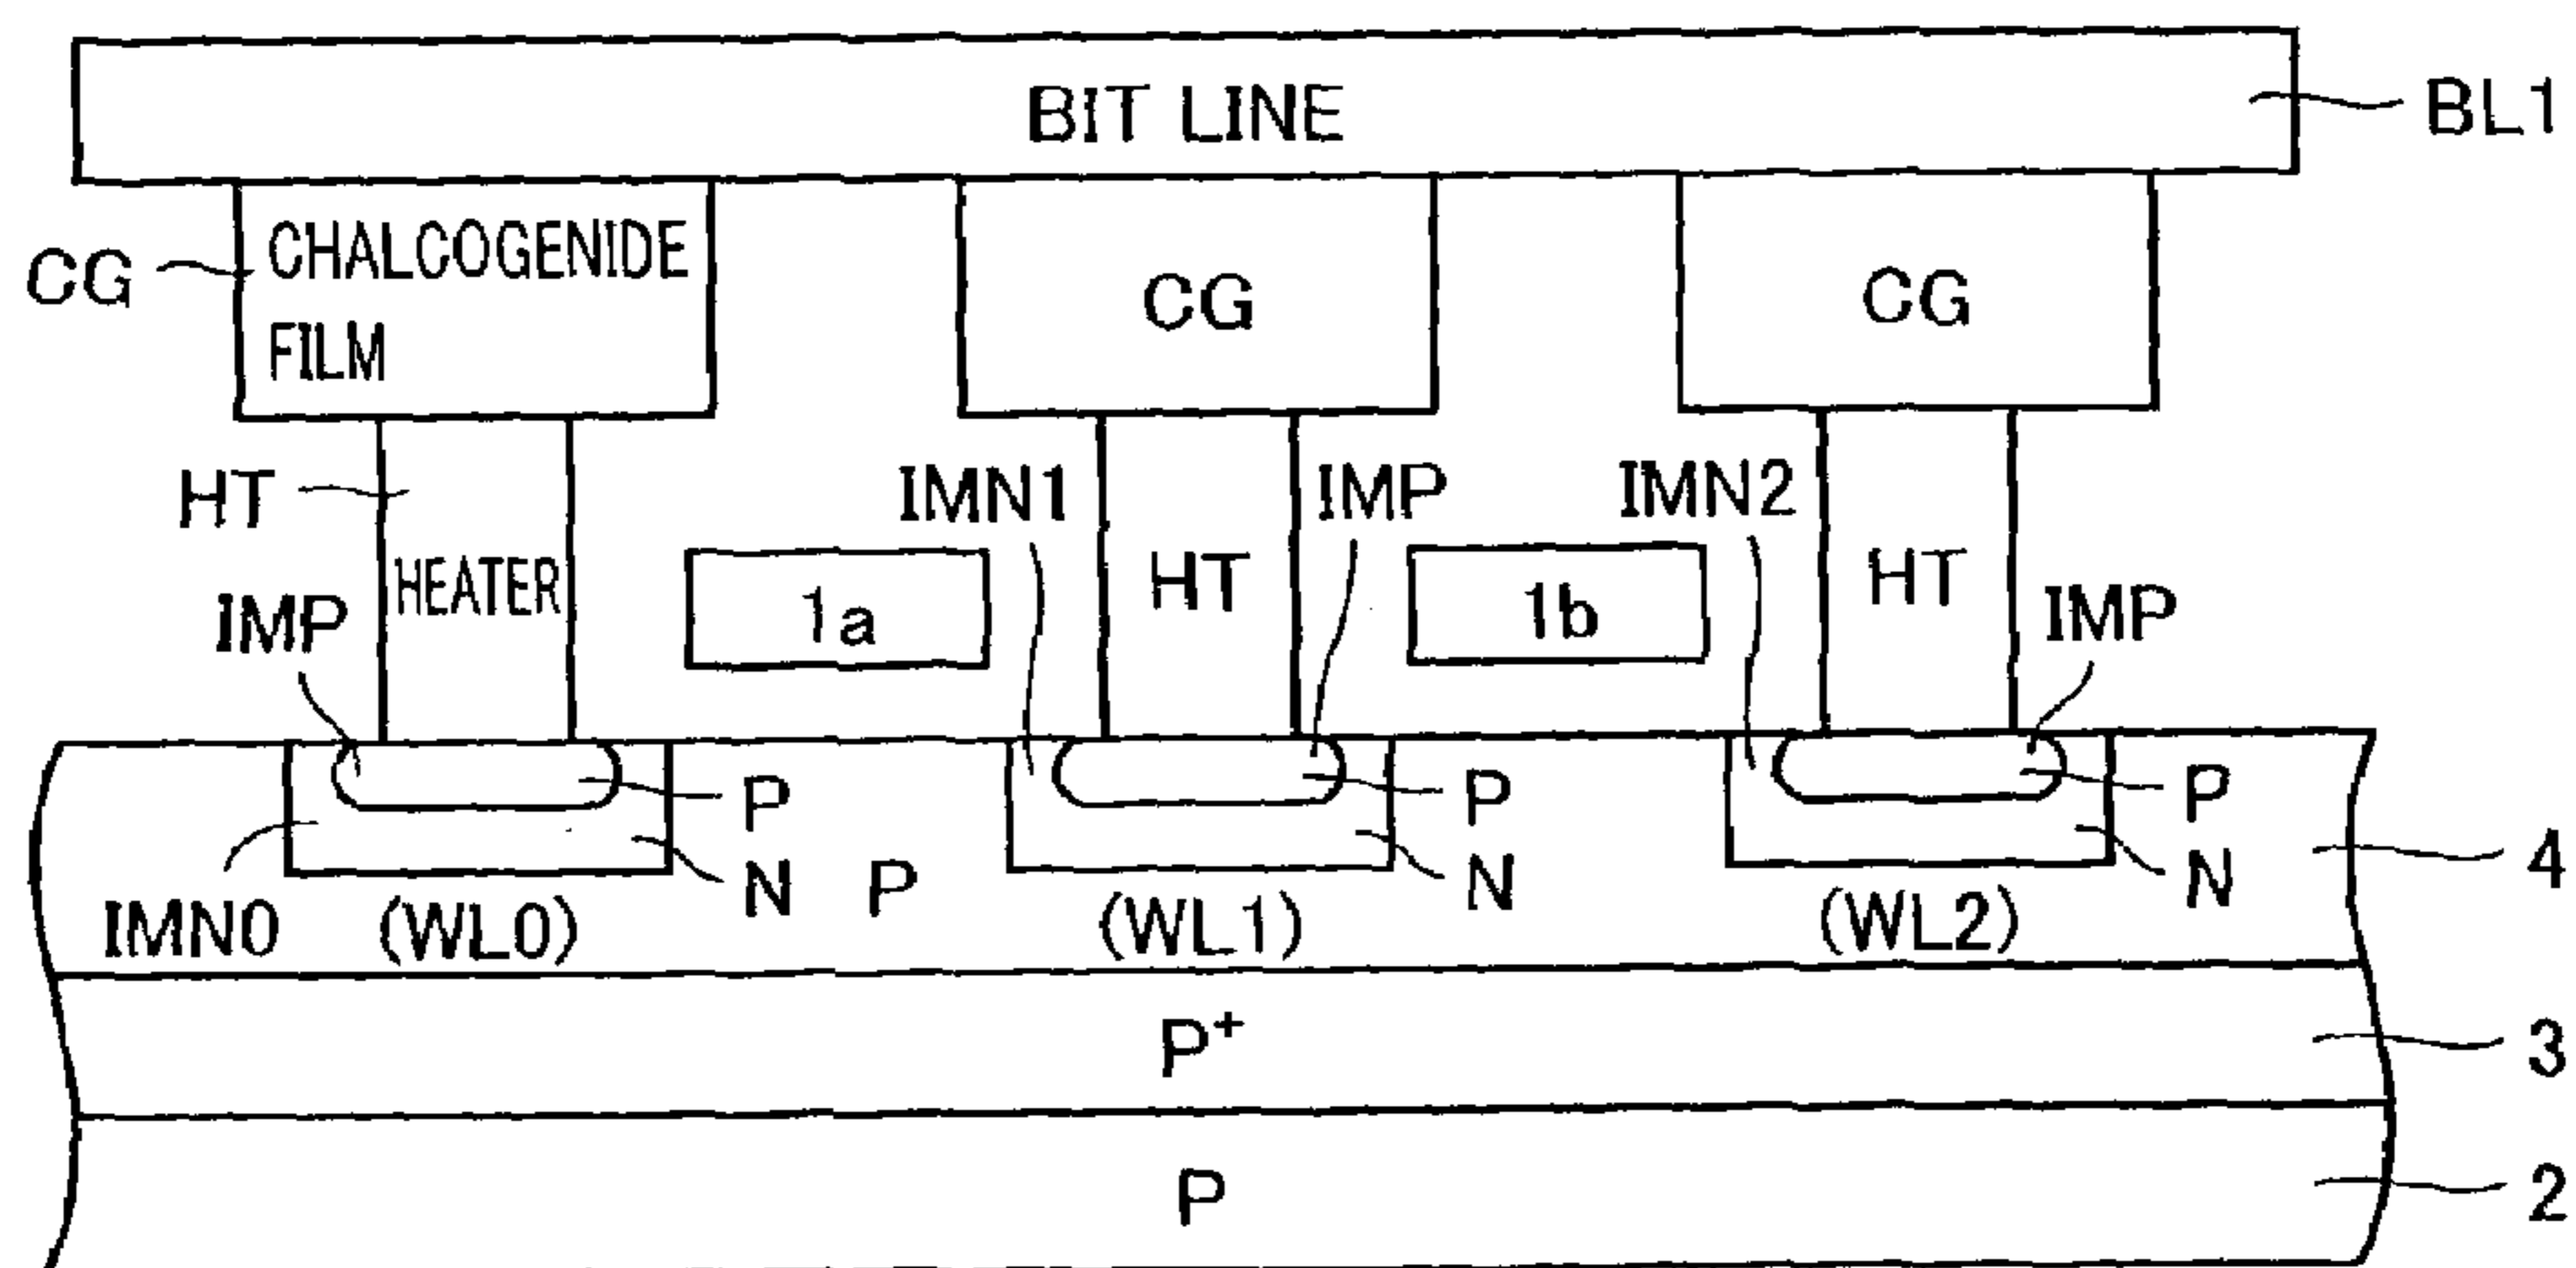 BIT LINE
BL1
CG
CHALCOGENIDE
FILM
CG
CG
HT
IMN1
IMP
IMN2
HEATER
1a
HT
1b
HT
IMP
IMP
P
P
P
N
P
N
N
4
IMN0
(WL0)
(WL1)
(WL2)
P+
3
P
2